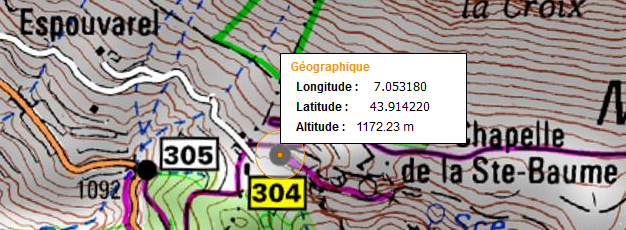 la Croix
Espouvarel
Géographique
Longitude : 7.053180
Latitude : 43.914220
Altitude : 1172.23 m
Chapelle
de la Ste-Baume
305
1092
304
Sce